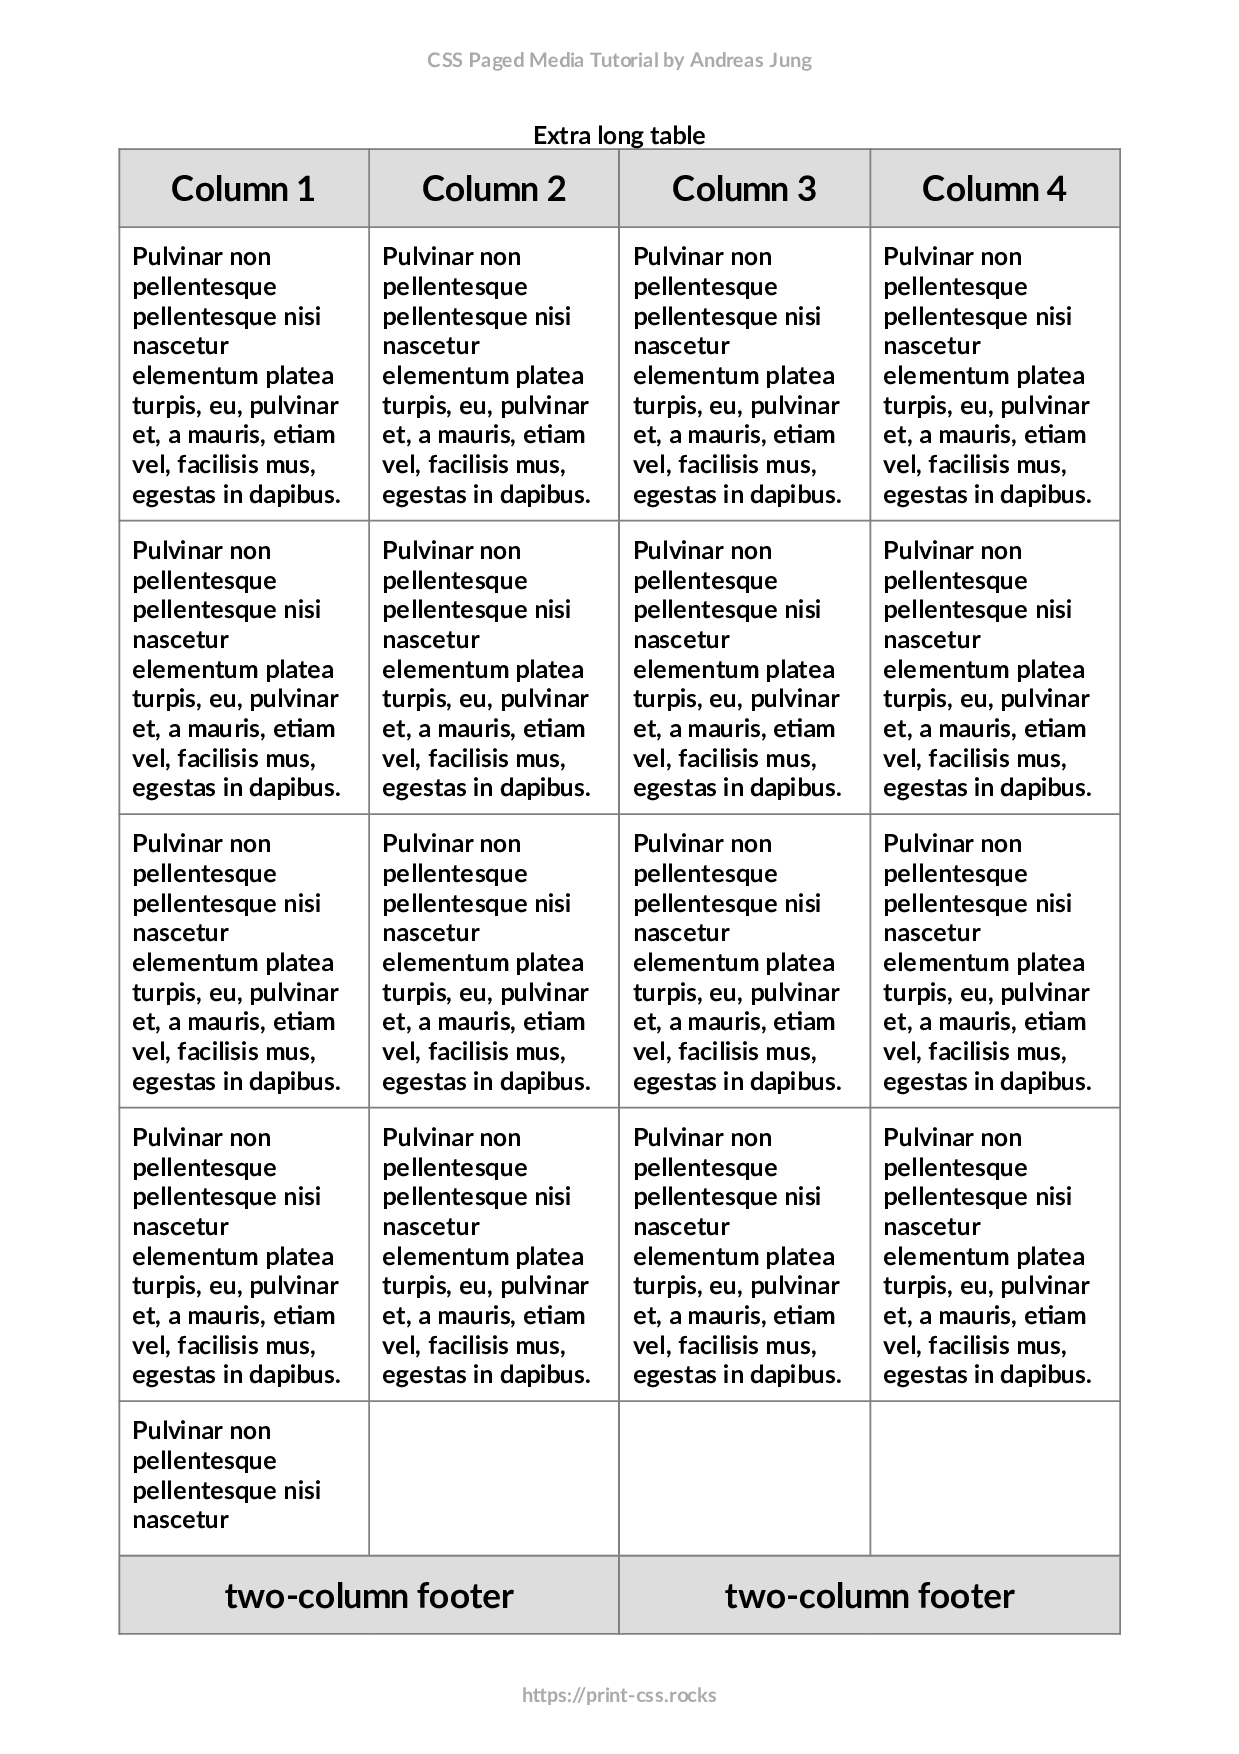 CSS Paged Media Tutorial by Andreas Jung
Extra long table
Column 1 Column 2 Column 3 Column 4
Pulvinar non Pulvinar non Pulvinar non Pulvinar non
pellentesque pellentesque pellentesque pellentesque
pellentesque nisi pellentesque nisi pellentesque nisi pellentesque nisi
nascetur nascetur nascetur nascetur
elementum platea elementum platea elementum platea elementum platea
turpis, eu, pulvinar turpis, eu, pulvinar turpis, eu, pulvinar turpis, eu, pulvinar
et, a mauris, etiam et, a mauris, etiam et, a mauris, etiam et, a mauris, etiam
vel, facilisis mus, vel, facilisis mus, vel, facilisis mus, vel, facilisis mus,
egestas in dapibus. egestas in dapibus. egestas in dapibus. egestas in dapibus.
Pulvinar non Pulvinar non Pulvinar non Pulvinar non
pellentesque pellentesque pellentesque pellentesque
pellentesque nisi pellentesque nisi pellentesque nisi pellentesque nisi
nascetur nascetur nascetur nascetur
elementum platea elementum platea elementum platea elementum platea
turpis, eu, pulvinar turpis, eu, pulvinar turpis, eu, pulvinar turpis, eu, pulvinar
et, a mauris, etiam et, a mauris, etiam et, a mauris, etiam et, a mauris, etiam
vel, facilisis mus, vel, facilisis mus, vel, facilisis mus, vel, facilisis mus,
egestas in dapibus. egestas in dapibus. egestas in dapibus. egestas in dapibus.
Pulvinar non Pulvinar non Pulvinar non Pulvinar non
pellentesque pellentesque pellentesque pellentesque
pellentesque nisi pellentesque nisi pellentesque nisi pellentesque nisi
nascetur nascetur nascetur nascetur
elementum platea elementum platea elementum platea elementum platea
turpis, eu, pulvinar turpis, eu, pulvinar turpis, eu, pulvinar turpis, eu, pulvinar
et, a mauris, etiam et, a mauris, etiam et, a mauris, etiam et, a mauris, etiam
vel, facilisis mus, vel, facilisis mus, vel, facilisis mus, vel, facilisis mus,
egestas in dapibus. egestas in dapibus. egestas in dapibus. egestas in dapibus.
Pulvinar non Pulvinar non Pulvinar non Pulvinar non
pellentesque pellentesque pellentesque pellentesque
pellentesque nisi pellentesque nisi pellentesque nisi pellentesque nisi
nascetur nascetur nascetur nascetur
elementum platea elementum platea elementum platea elementum platea
turpis, eu, pulvinar turpis, eu, pulvinar turpis, eu, pulvinar turpis, eu, pulvinar
et, a mauris, etiam et, a mauris, etiam et, a mauris, etiam et, a mauris, etiam
vel, facilisis mus, vel, facilisis mus, vel, facilisis mus, vel, facilisis mus,
egestas in dapibus. egestas in dapibus. egestas in dapibus. egestas in dapibus.
Pulvinar non
pellentesque
pellentesque nisi
nascetur
two-column footer two-column footer
https://print-css.rocks